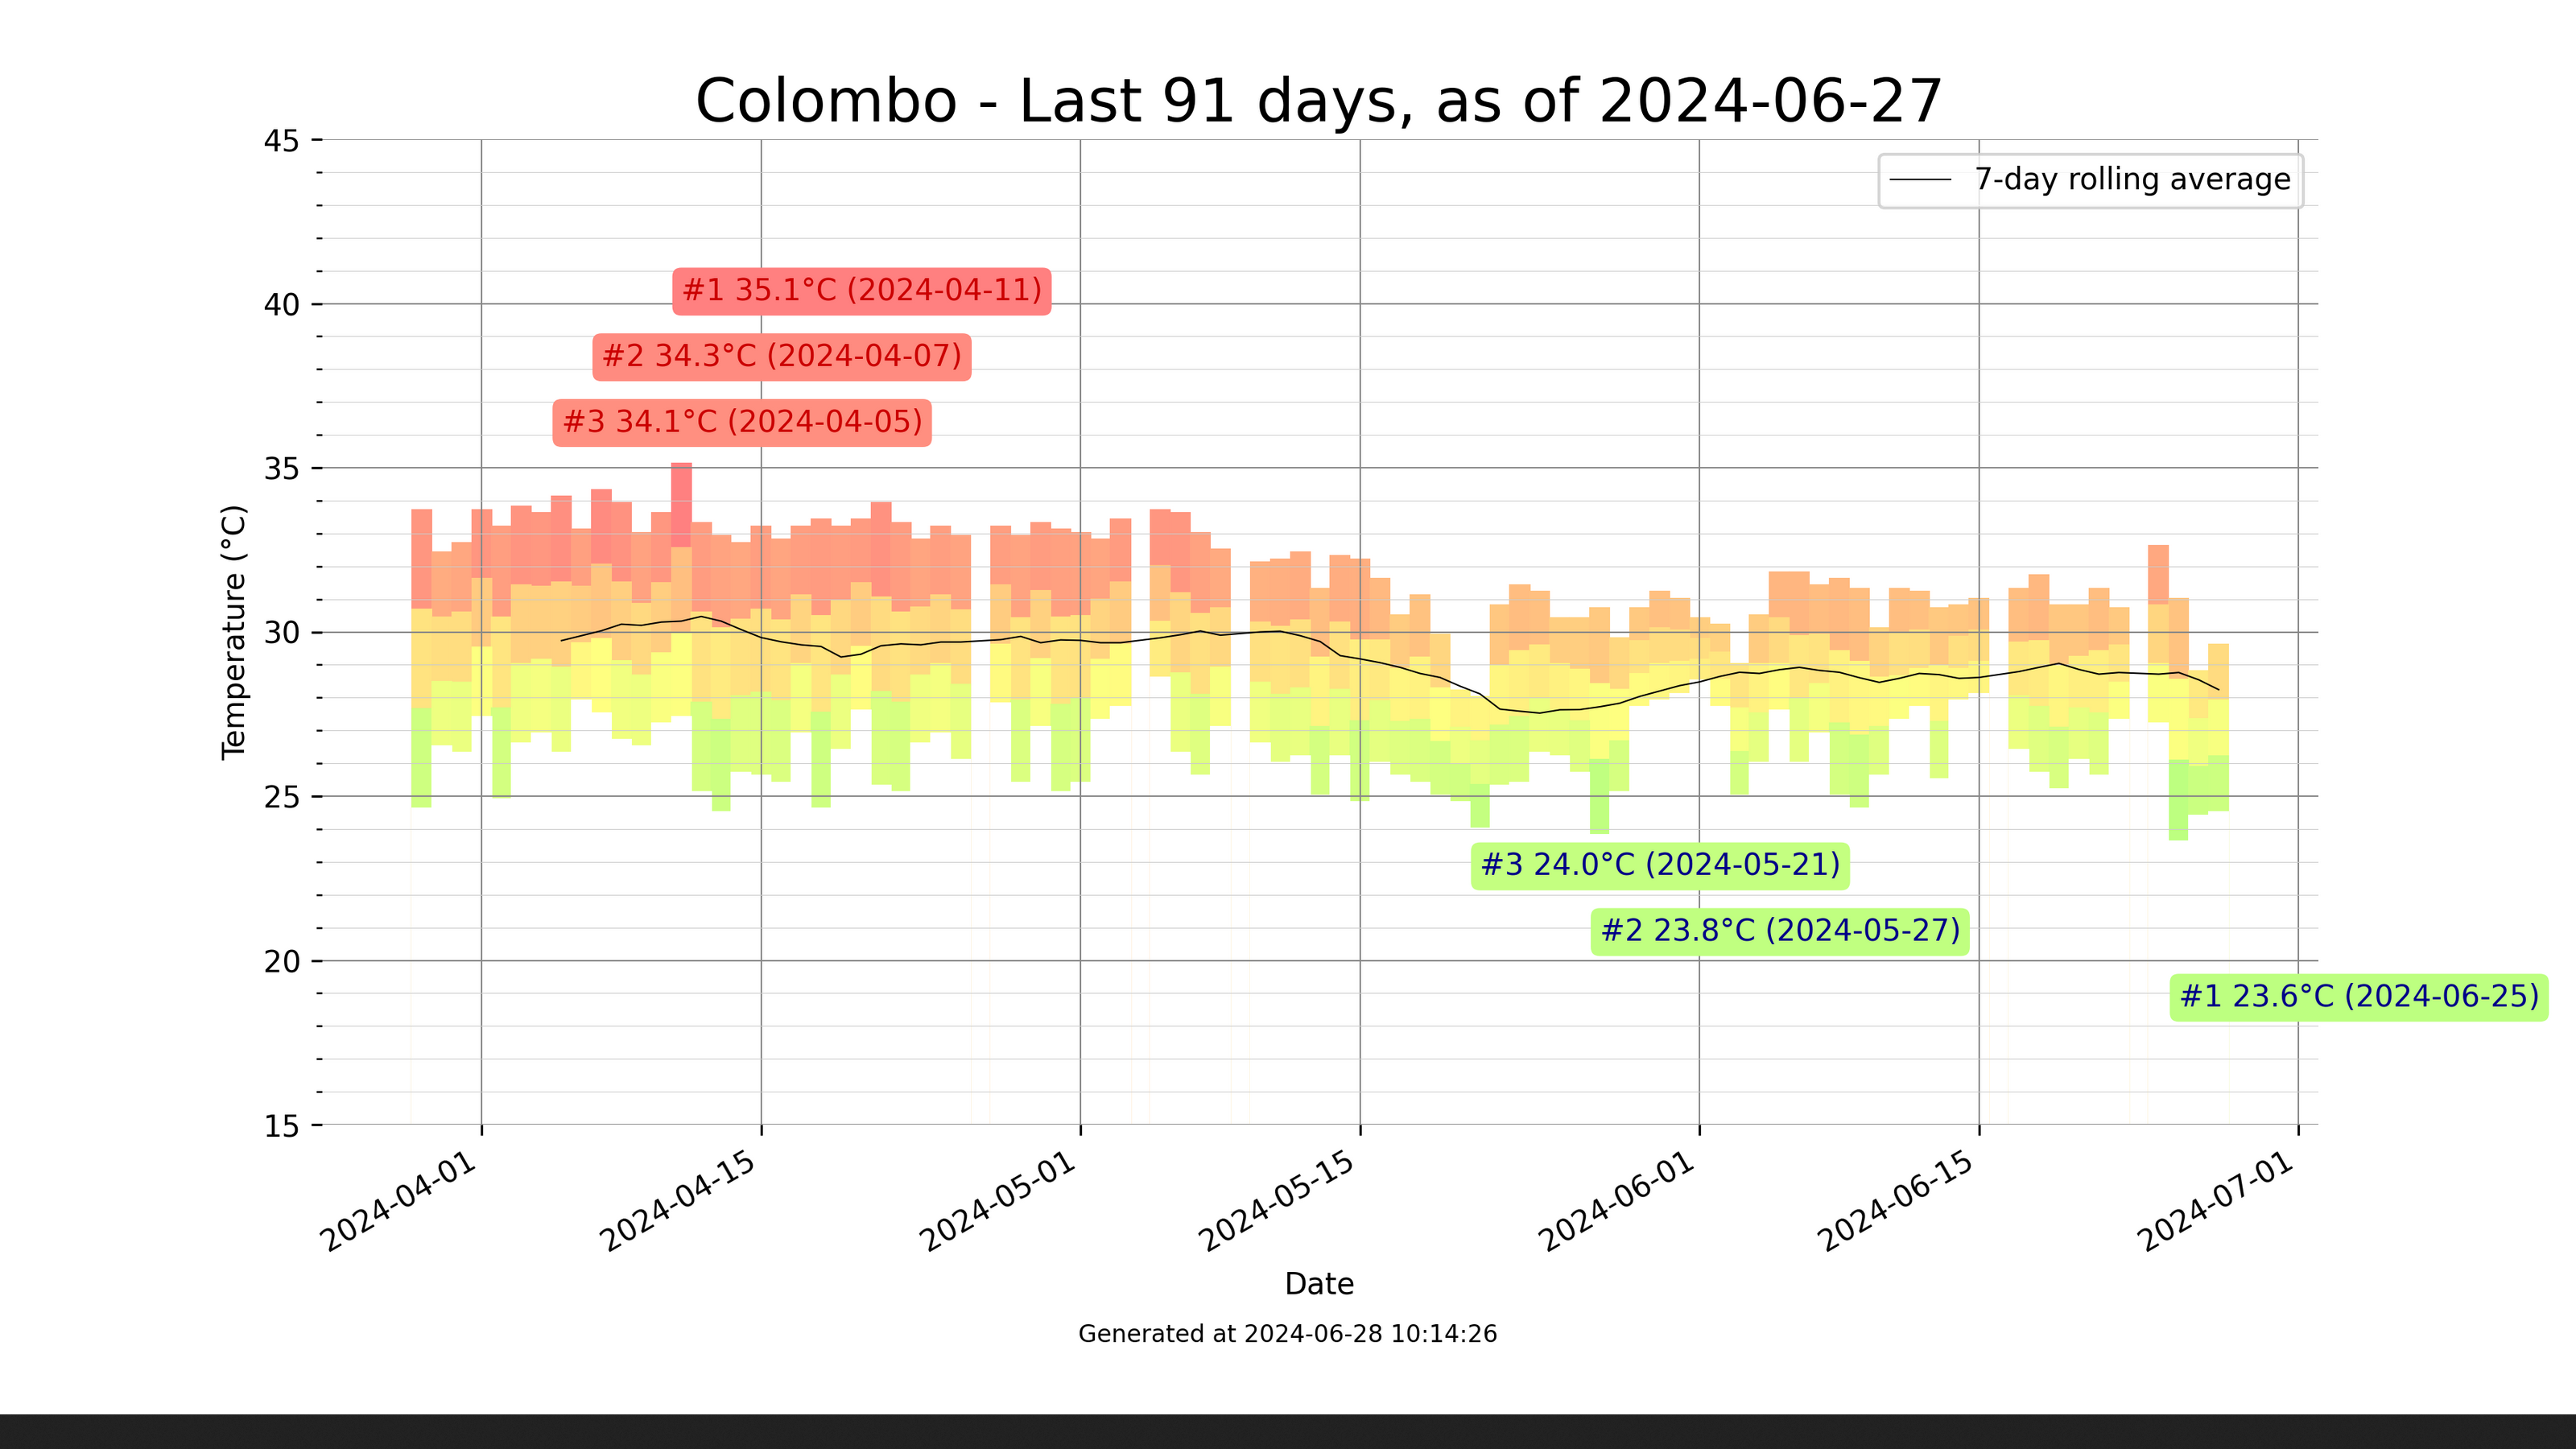 Colombo - Last 91 days, as of 2024-06-27
45
7-day rolling average
#1 35.1°C (2024-04-11)
40
#2 34.3°C (2024-04-07)
#3 34.1°C (2024-04-05)
35
Temperature (°C)
30
25
#3 24.0°C (2024-05-21)
#2 23.8°C (2024-05-27)
20
#1 23.6°C (2024-06-25)
15
2024-04-01
2024-04-15
2024-05-01
2024-05-15
2024-06-01
2024-06-15
2024-07-01
Date
Generated at 2024-06-28 10:14:26